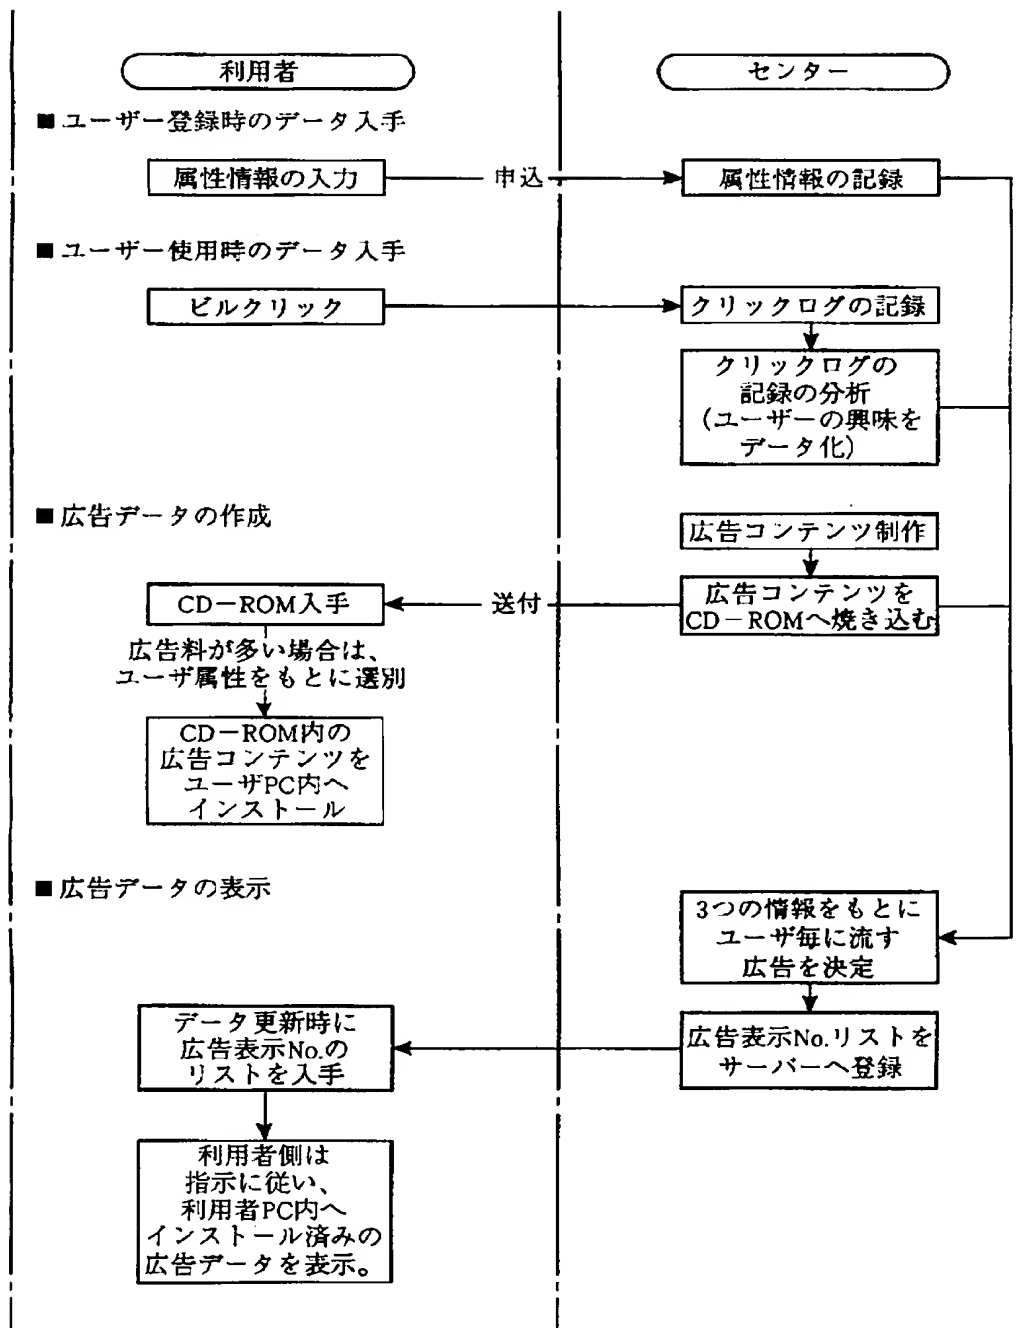 利用者
センター
■ユーザー登録時のデータ入手
属性情報の入力
申込
属性情報の記録
■ユーザー使用時のデータ入手
ビルクリック
クリックログの記録
クリックログの
記録の分析
(ユーザーの興味を
データ化)
■広告データの作成
広告コンテンツ制作
CD-ROM入手
送付
広告コンテンツを
CD-ROMへ焼き込む
広告料が多い場合は、
ユーザ属性をもとに選別
CD-ROM内の
広告コンテンツを
ユーザPC内へ
インストール
■広告データの表示
3つの情報をもとに
ユーザ毎に流す
広告を決定
データ更新時に
広告表示No.の
リストを入手
広告表示No.リストを
サーバーへ登録
利用者側は
指示に従い、
利用者PC内へ
インストール済みの
広告データを表示。